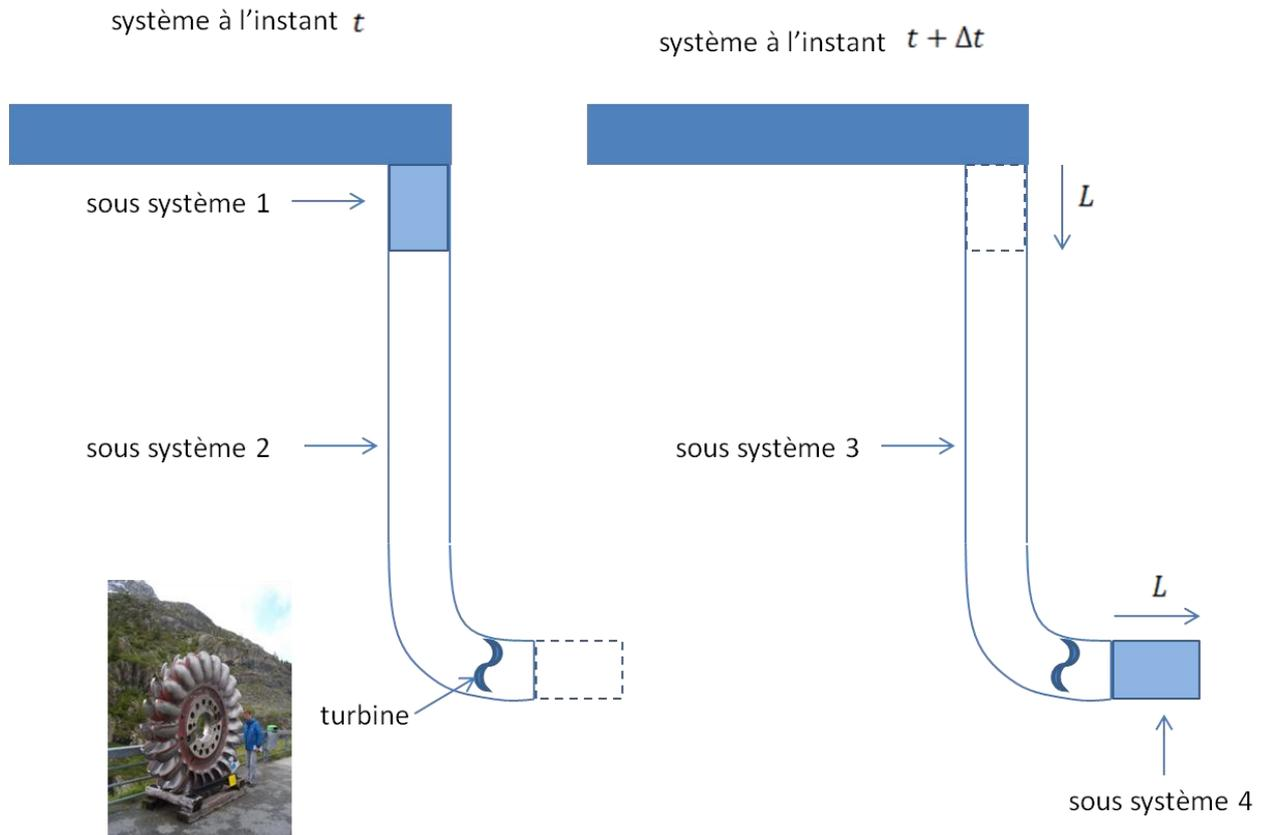 système à l’instant t
système à l’instant t + Δt
sous système 1
L
sous système 2
sous système 3
L
turbine
sous système 4